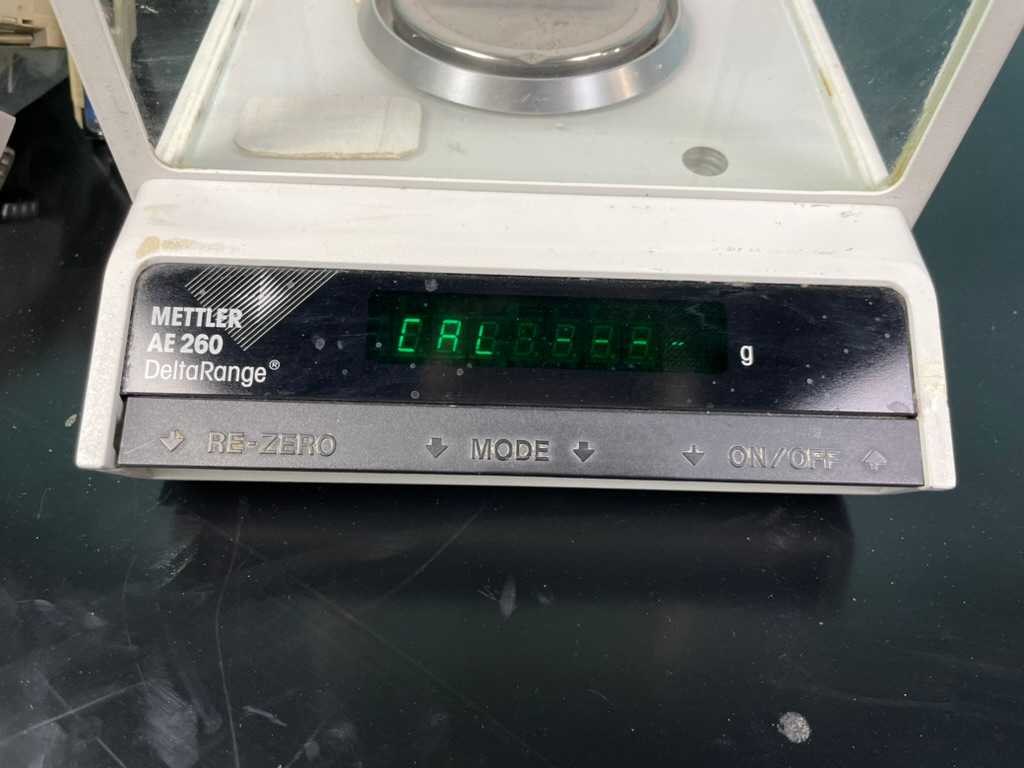 METTLER
AE 260
DeltaRange®
CAL ---
g
RE-ZERO
MODE
ON/OFF